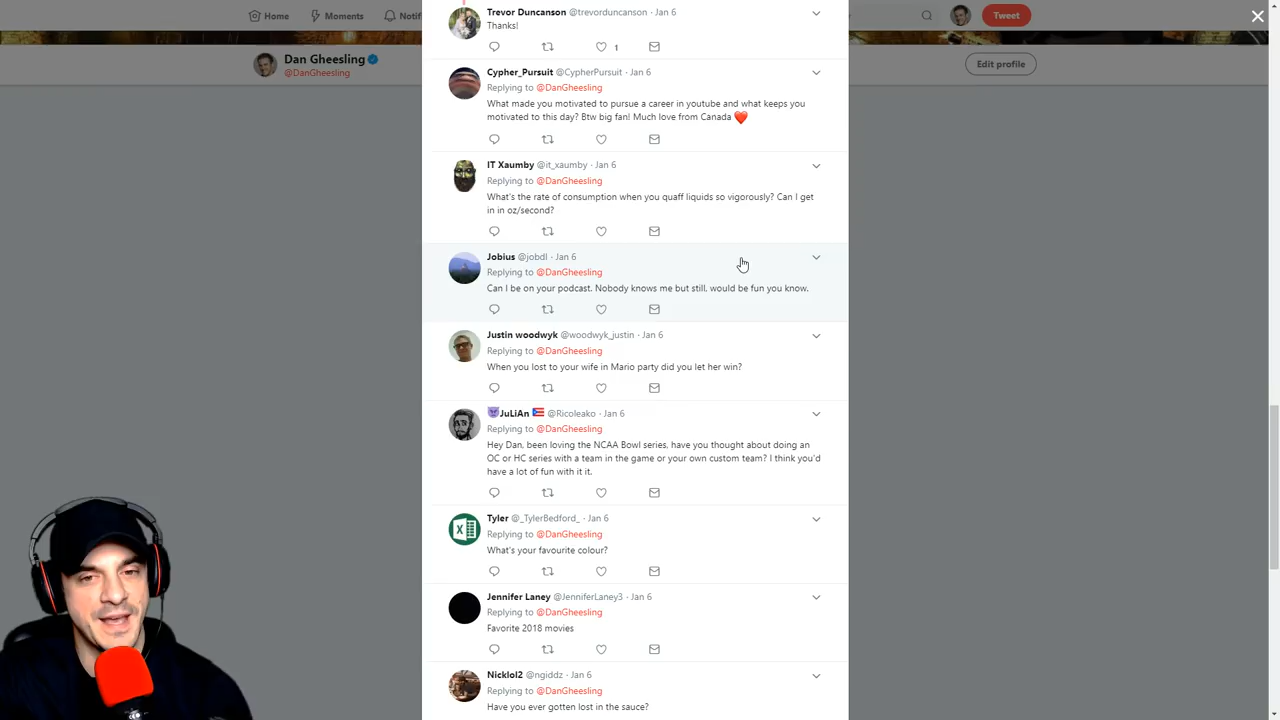 Home
Moments
Notifi
Tweet
Dan Gheesling
@DanGheesling
Edit profile
Trevor Duncanson @trevorduncanson · Jan 6
Thanks!
1
Cypher_Pursuit @CypherPursuit · Jan 6
Replying to @DanGheesling
What made you motivated to pursue a career in youtube and what keeps you
motivated to this day? Btw big fan! Much love from Canada ❤️
IT Xaumby @it_xaumby · Jan 6
Replying to @DanGheesling
What's the rate of consumption when you quaff liquids so vigorously? Can I get
in in oz/second?
Jobius @jobdl · Jan 6
Replying to @DanGheesling
Can I be on your podcast. Nobody knows me but still, would be fun you know.
Justin woodwyk @woodwyk_justin · Jan 6
Replying to @DanGheesling
When you lost to your wife in Mario party did you let her win?
😈JuLiAn 🇵🇷 @Ricoleako · Jan 6
Replying to @DanGheesling
Hey Dan, been loving the NCAA Bowl series, have you thought about doing an
OC or HC series with a team in the game or your own custom team? I think you'd
have a lot of fun with it it.
Tyler @_TylerBedford_ · Jan 6
Replying to @DanGheesling
What's your favourite colour?
Jennifer Laney @JenniferLaney3 · Jan 6
Replying to @DanGheesling
Favorite 2018 movies
Nicklol2 @ngiddz · Jan 6
Replying to @DanGheesling
Have you ever gotten lost in the sauce?